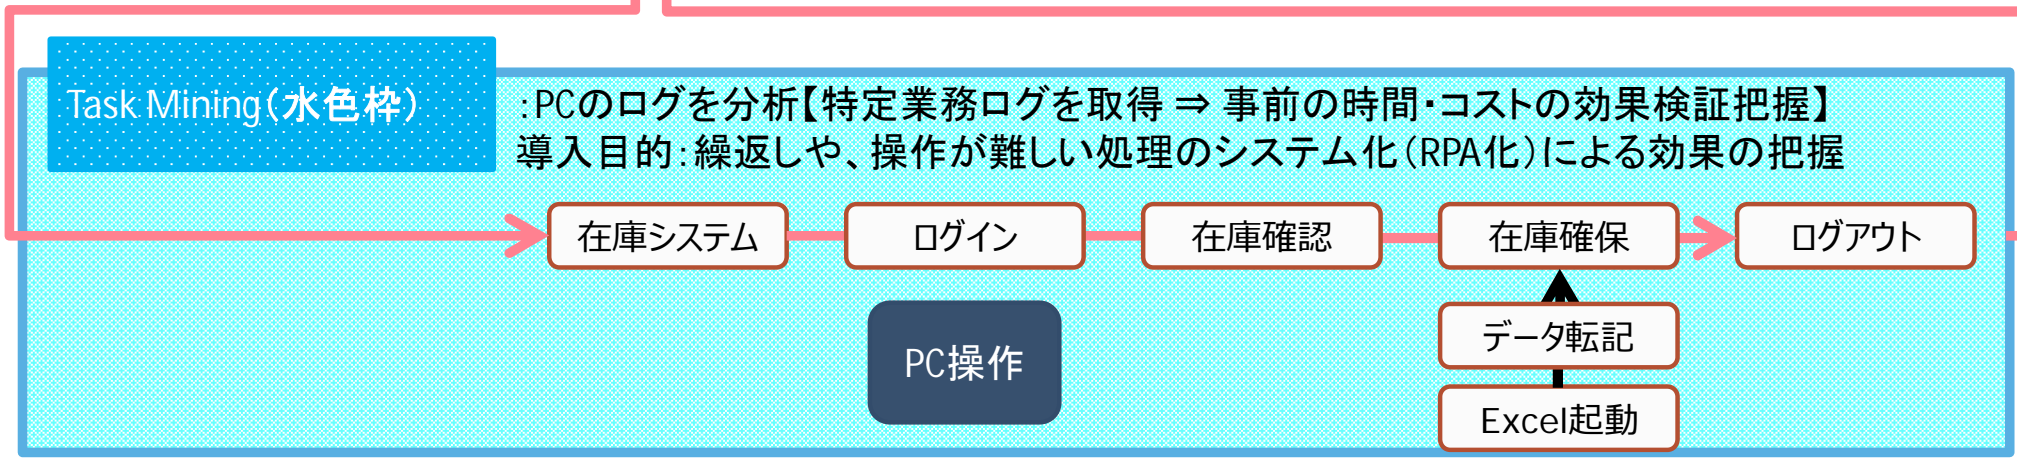 Task Mining(水色枠)
:PCのログを分析【特定業務ログを取得 ⇒ 事前の時間・コストの効果検証把握】
導入目的:繰返しや、操作が難しい処理のシステム化(RPA化)による効果の把握
在庫システム
ログイン
在庫確認
在庫確保
ログアウト
PC操作
データ転記
Excel起動